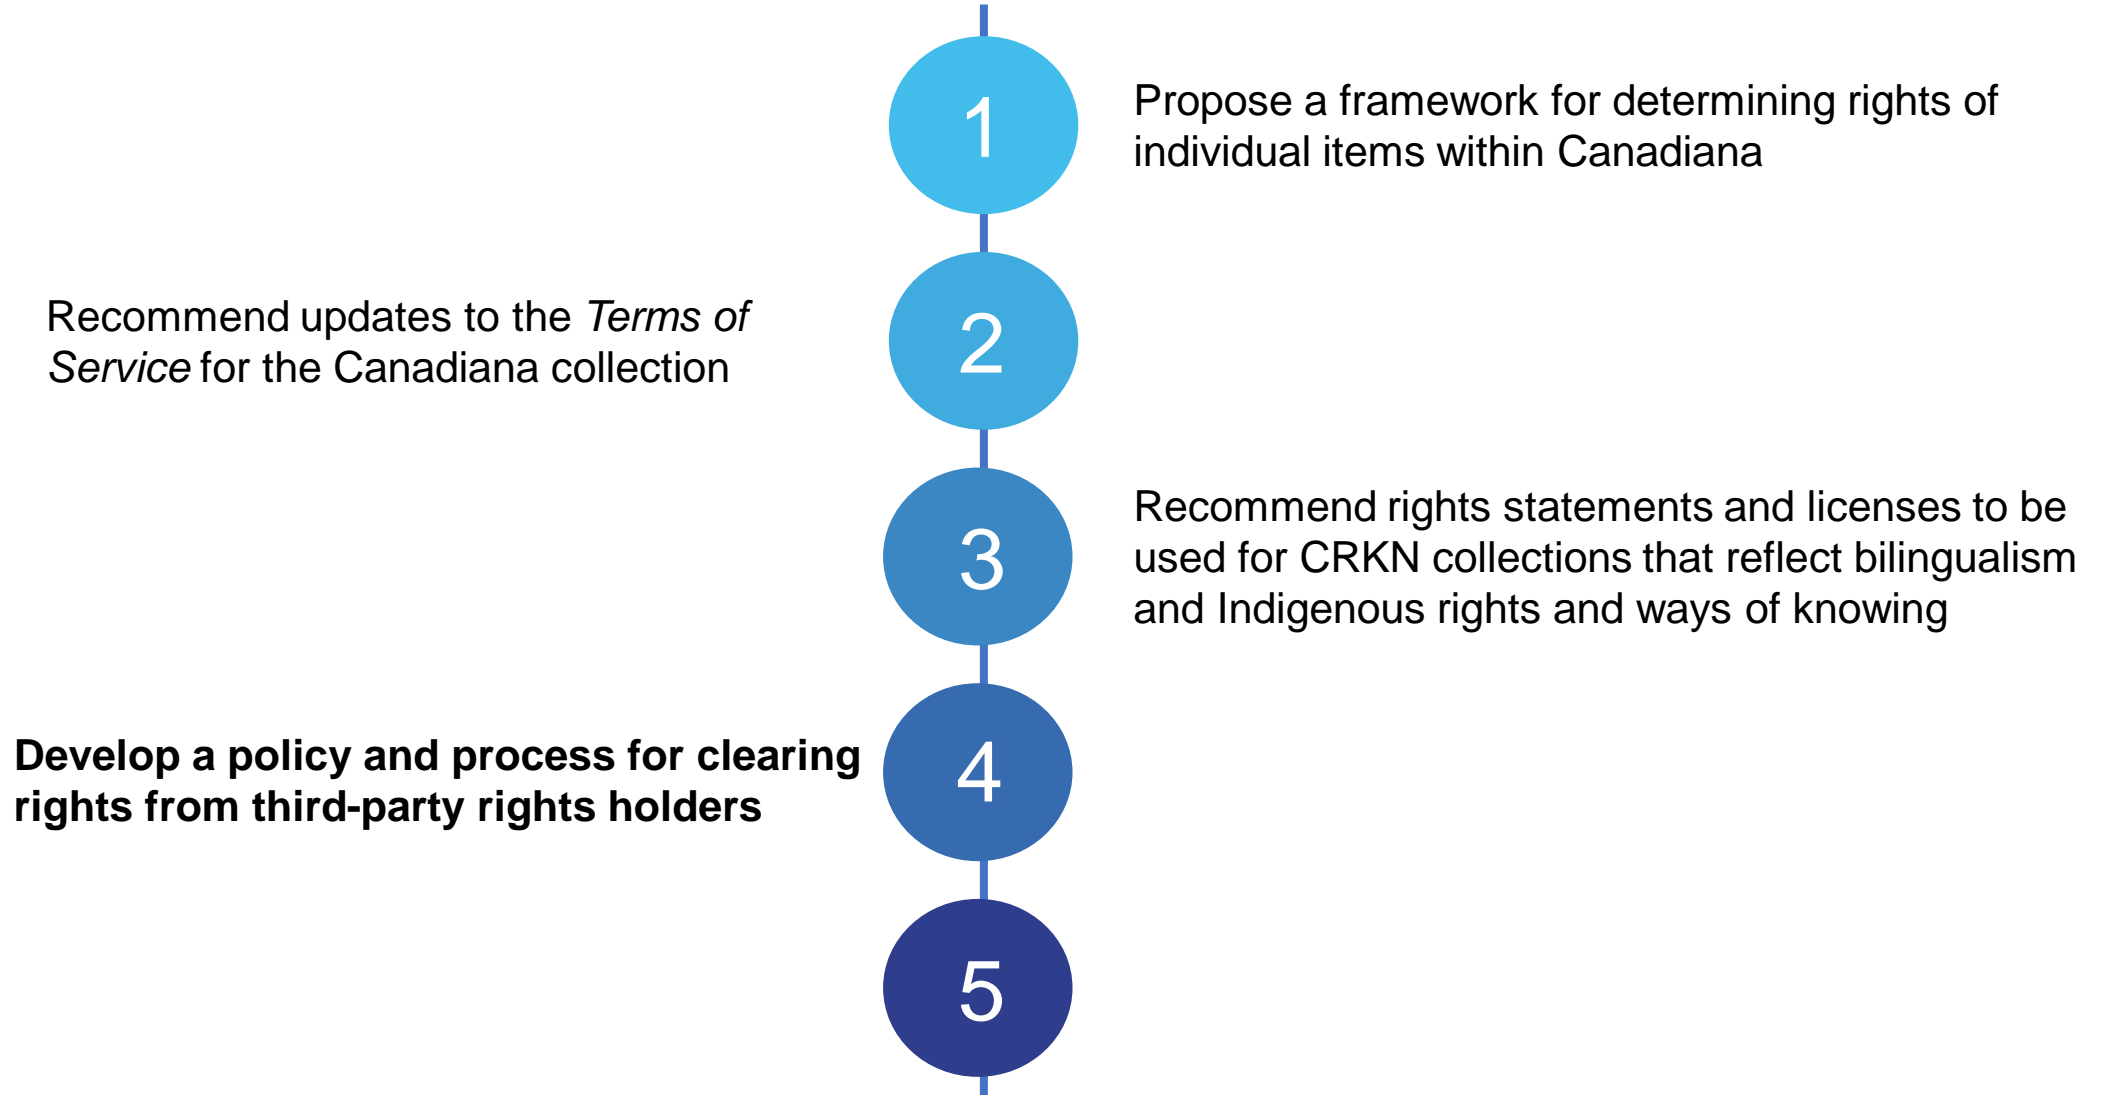 1
Propose a framework for determining rights of
individual items within Canadiana
2
Recommend updates to the Terms of
Service for the Canadiana collection
3
Recommend rights statements and licenses to be
used for CRKN collections that reflect bilingualism
and Indigenous rights and ways of knowing
4
Develop a policy and process for clearing
rights from third-party rights holders
5